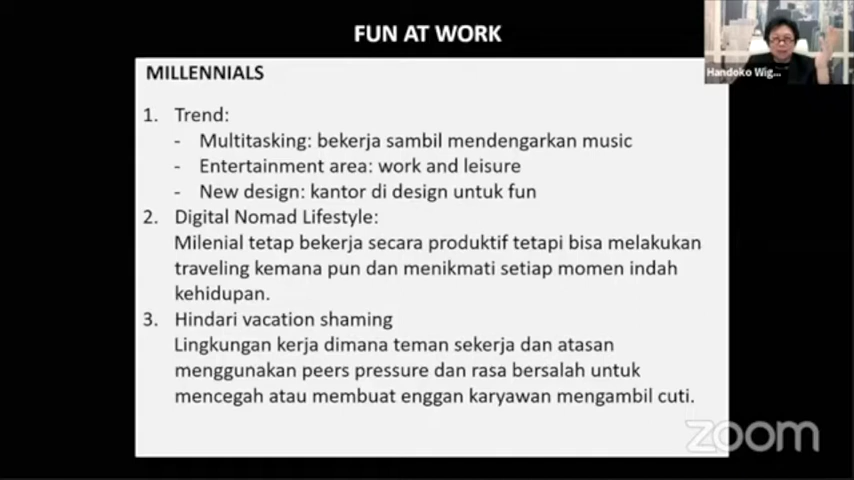 FUN AT WORK
Handoko Wig...
MILLENNIALS
1. Trend:
- Multitasking: bekerja sambil mendengarkan music
- Entertainment area: work and leisure
- New design: kantor di design untuk fun
2. Digital Nomad Lifestyle:
Milenial tetap bekerja secara produktif tetapi bisa melakukan
traveling kemana pun dan menikmati setiap momen indah
kehidupan.
3. Hindari vacation shaming
Lingkungan kerja dimana teman sekerja dan atasan
menggunakan peers pressure dan rasa bersalah untuk
mencegah atau membuat enggan karyawan mengambil cuti.
zoom